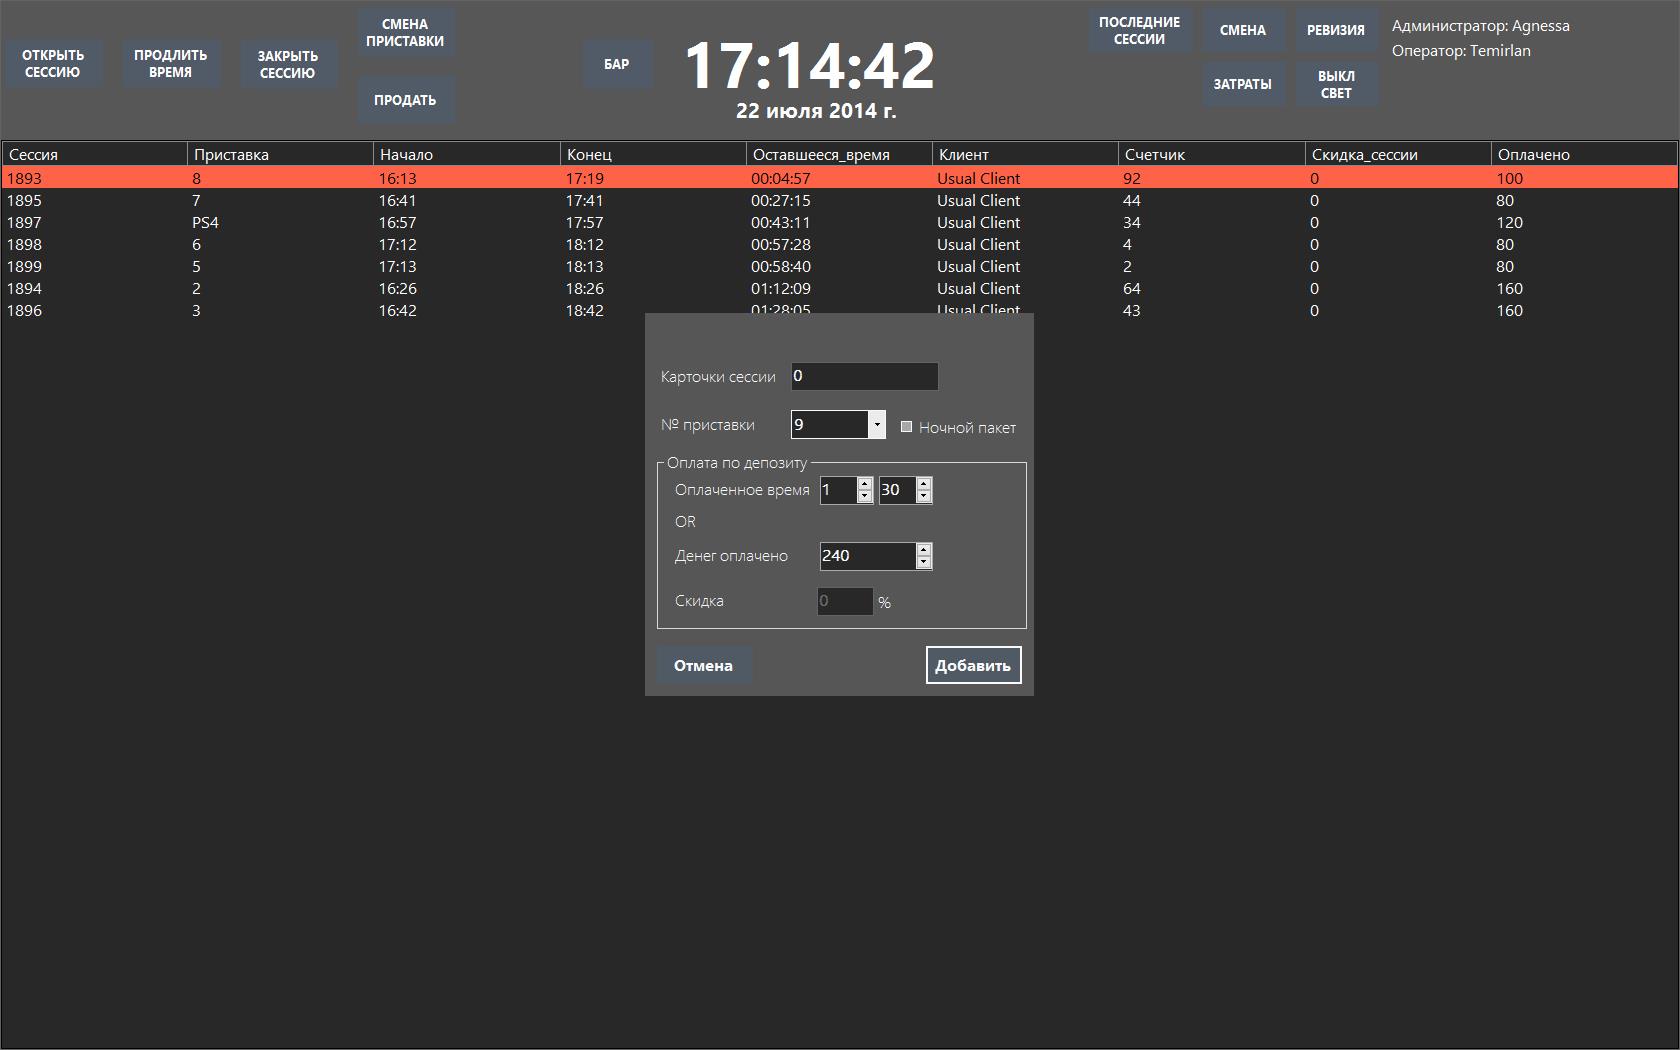 ОТКРЫТЬ
СЕССИЮ
ПРОДЛИТЬ
ВРЕМЯ
ЗАКРЫТЬ
СЕССИЮ
СМЕНА
ПРИСТАВКИ
ПРОДАТЬ
БАР
17:14:42
22 июля 2014 г.
ПОСЛЕДНИЕ
СЕССИИ
СМЕНА
РЕВИЗИЯ
ЗАТРАТЫ
ВЫКЛ
СВЕТ
Администратор: Agnessa
Оператор: Temirlan
Сессия Приставка Начало Конец Оставшееся_время Клиент Счетчик Скидка_сессии Оплачено
1893 8 16:13 17:19 00:04:57 Usual Client 92 0 100
1895 7 16:41 17:41 00:27:15 Usual Client 44 0 80
1897 PS4 16:57 17:57 00:43:11 Usual Client 34 0 120
1898 6 17:12 18:12 00:57:28 Usual Client 4 0 80
1899 5 17:13 18:13 00:58:40 Usual Client 2 0 80
1894 2 16:26 18:26 01:12:09 Usual Client 64 0 160
1896 3 16:42 18:42 01:28:05 Usual Client 43 0 160
Карточки сессии 0
№ приставки 9 Ночной пакет
Оплата по депозиту
Оплаченное время 1 30
OR
Денег оплачено 240
Скидка 0 %
Отмена Добавить